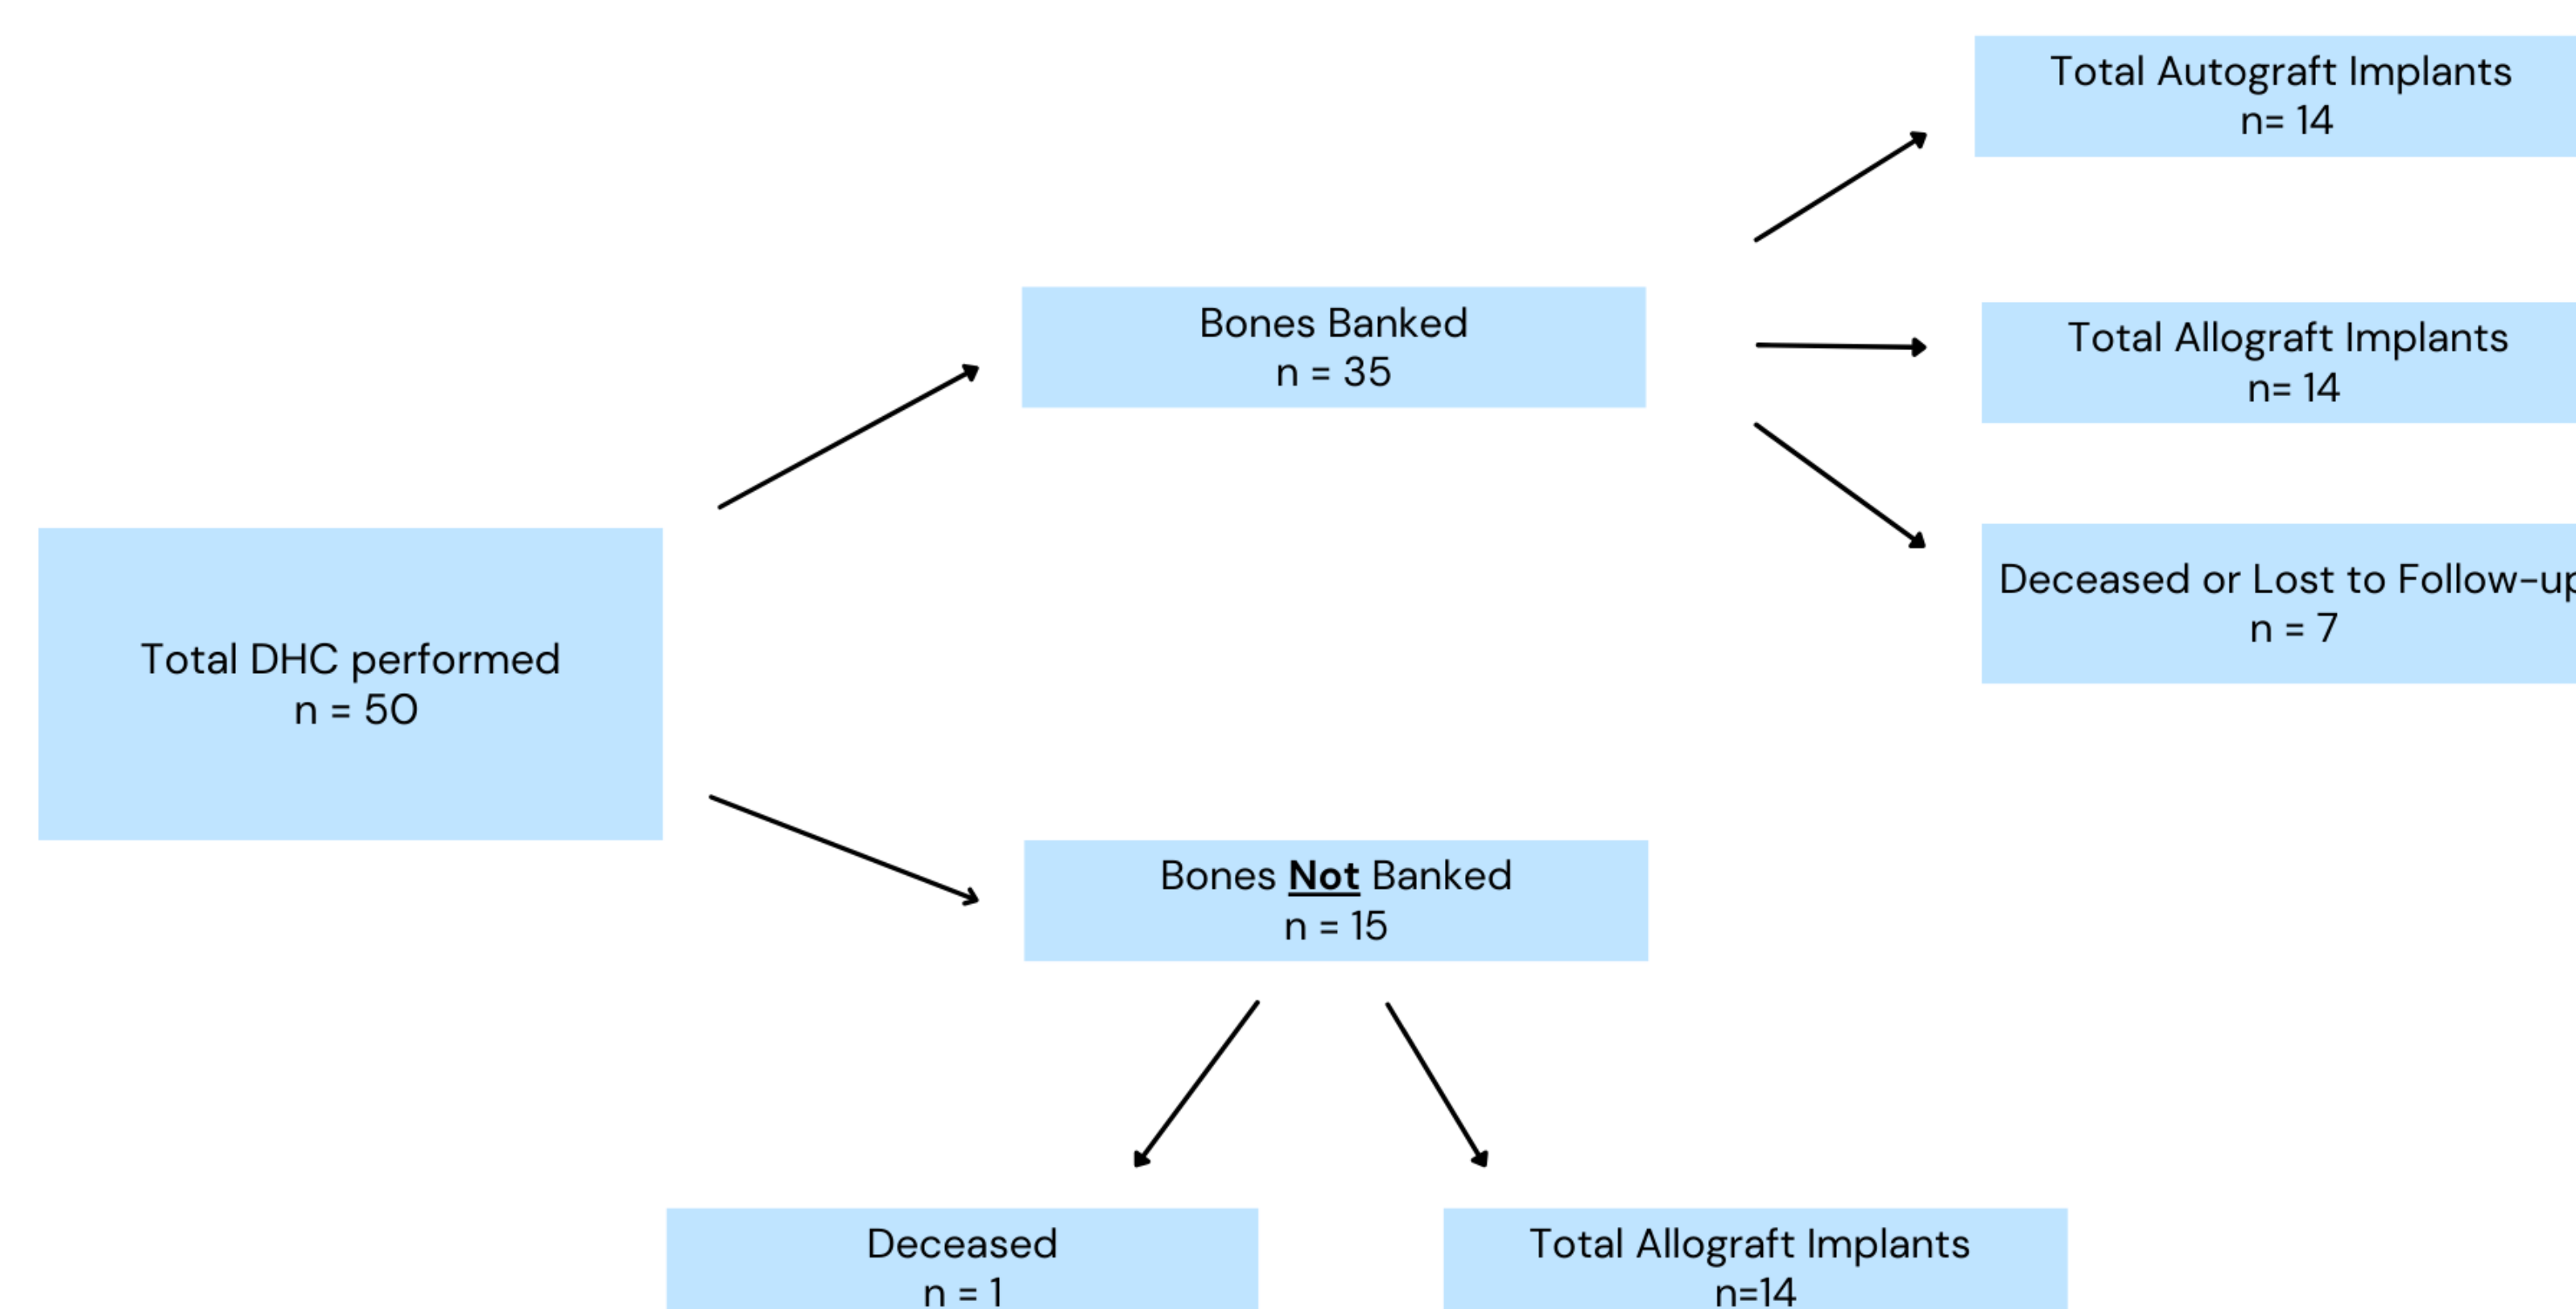 Total Autograft Implants
n= 14
Bones Banked
n = 35
Total Allograft Implants
n= 14
Deceased or Lost to Follow-up
n = 7
Total DHC performed
n = 50
Bones Not Banked
n = 15
Deceased
n = 1
Total Allograft Implants
n=14